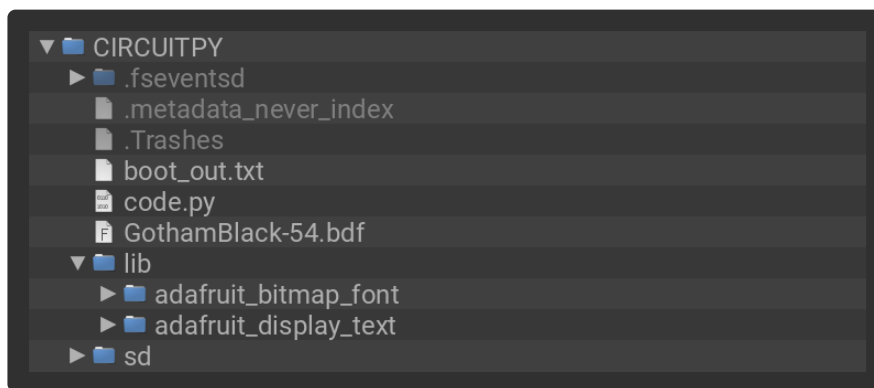 CIRCUITPY
.fseventsd
.metadata_never_index
.Trashes
boot_out.txt
code.py
GothamBlack-54.bdf
lib
adafruit_bitmap_font
adafruit_display_text
sd